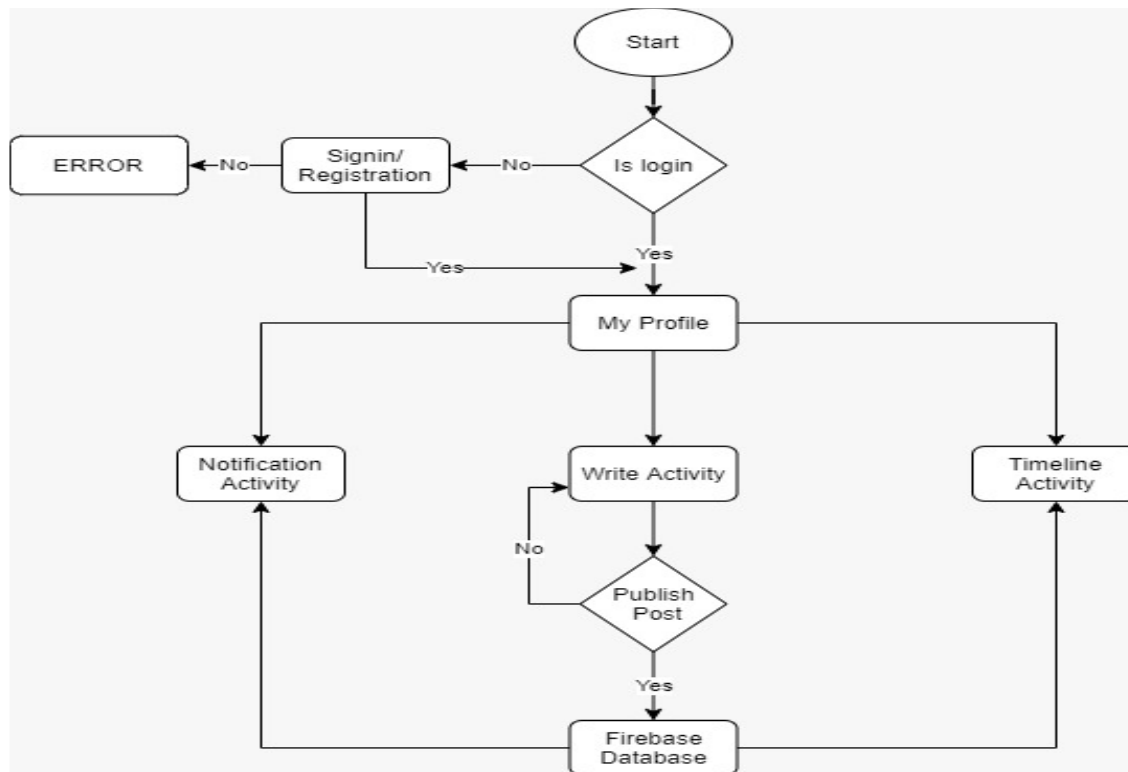 Start
Is login
No
Signin/
Registration
No
ERROR
Yes
Yes
My Profile
Notification
Activity
Write Activity
Timeline
Activity
No
Publish
Post
Yes
Firebase
Database